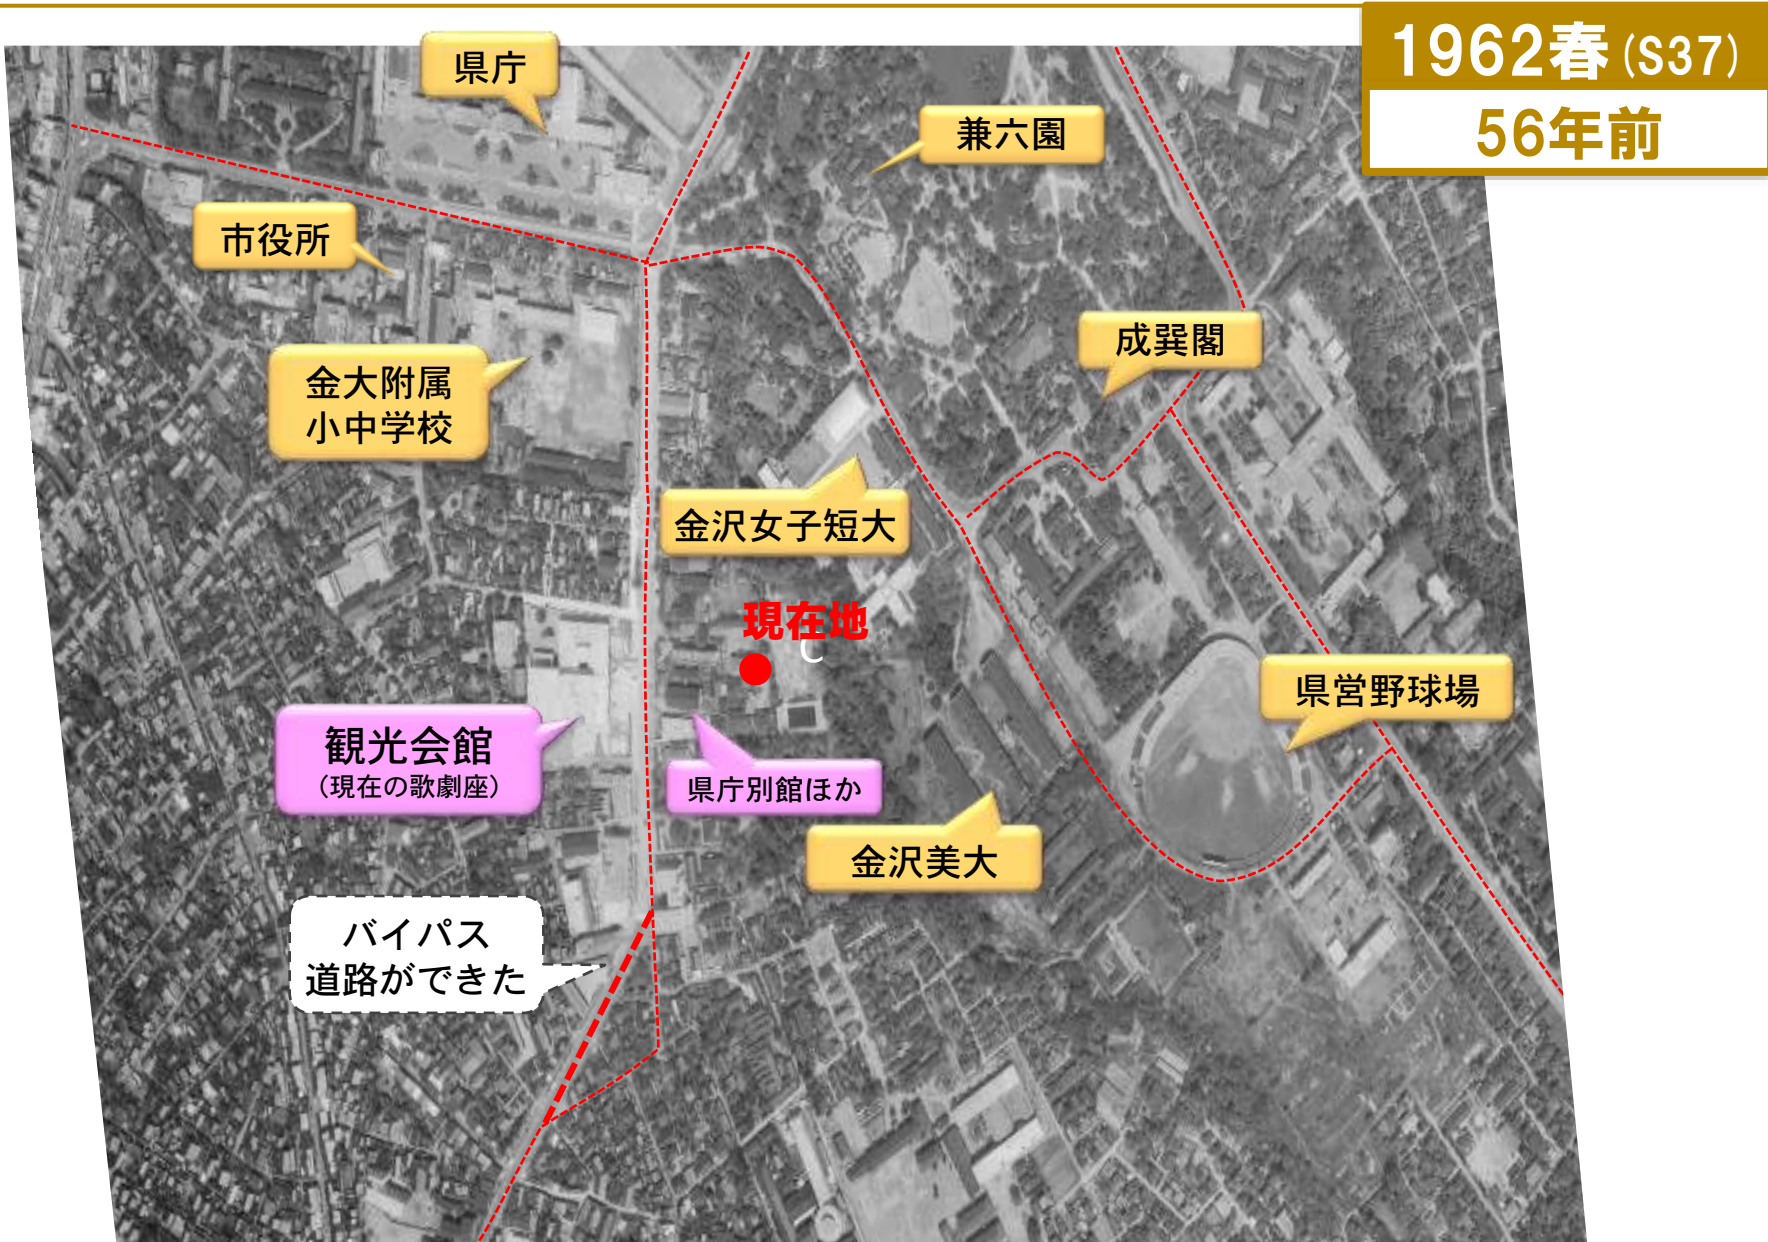 1962春(S37)
56年前
県庁
兼六園
市役所
成巽閣
金大附属
小中学校
金沢女子短大
現在地
C
県営野球場
観光会館
(現在の歌劇座)
県庁別館ほか
金沢美大
バイパス
道路ができた